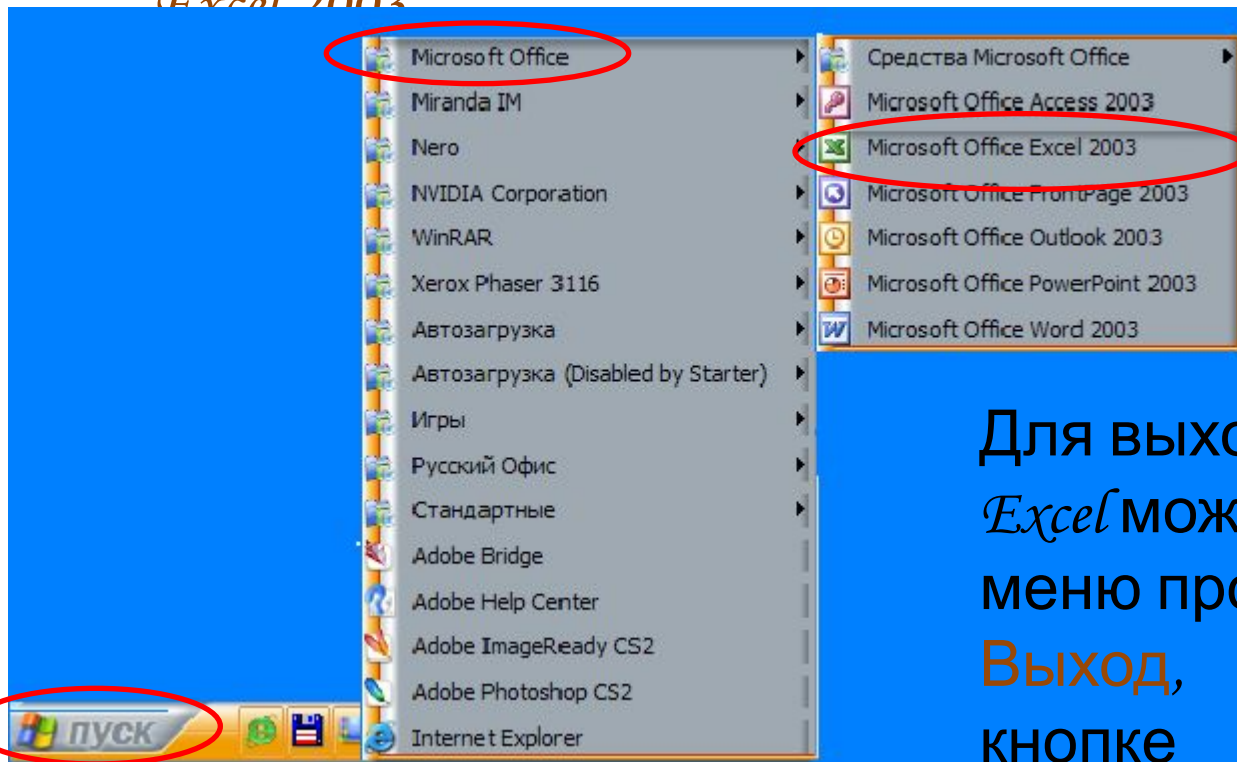 Excel 2003
Microsoft Office
Miranda IM
Nero
NVIDIA Corporation
WinRAR
Xerox Phaser 3116
Автозагрузка
Автозагрузка (Disabled by Starter)
Игры
Русский Офис
Стандартные
Adobe Bridge
Adobe Help Center
Adobe ImageReady CS2
Adobe Photoshop CS2
Internet Explorer
Средства Microsoft Office
Microsoft Office Access 2003
Microsoft Office Excel 2003
Microsoft Office FrontPage 2003
Microsoft Office Outlook 2003
Microsoft Office PowerPoint 2003
Microsoft Office Word 2003
Для
Excel
меню
Выход,
кнопке
пуск